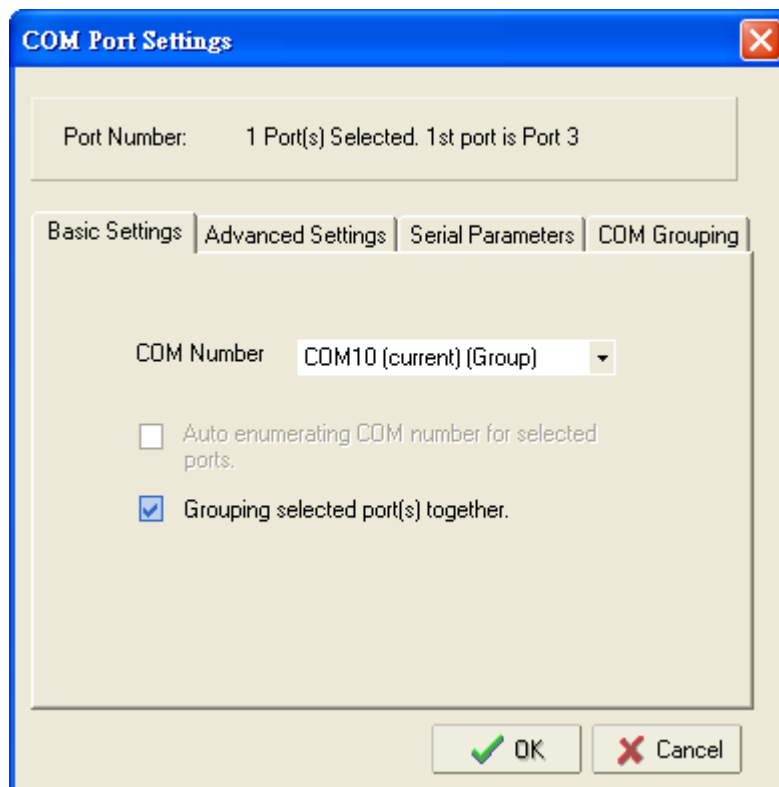 COM Port Settings
Port Number: 1 Port(s) Selected. 1st port is Port 3
Basic Settings Advanced Settings Serial Parameters COM Grouping
COM Number COM10 (current) (Group)
Auto enumerating COM number for selected
ports.
Grouping selected port(s) together.
OK Cancel